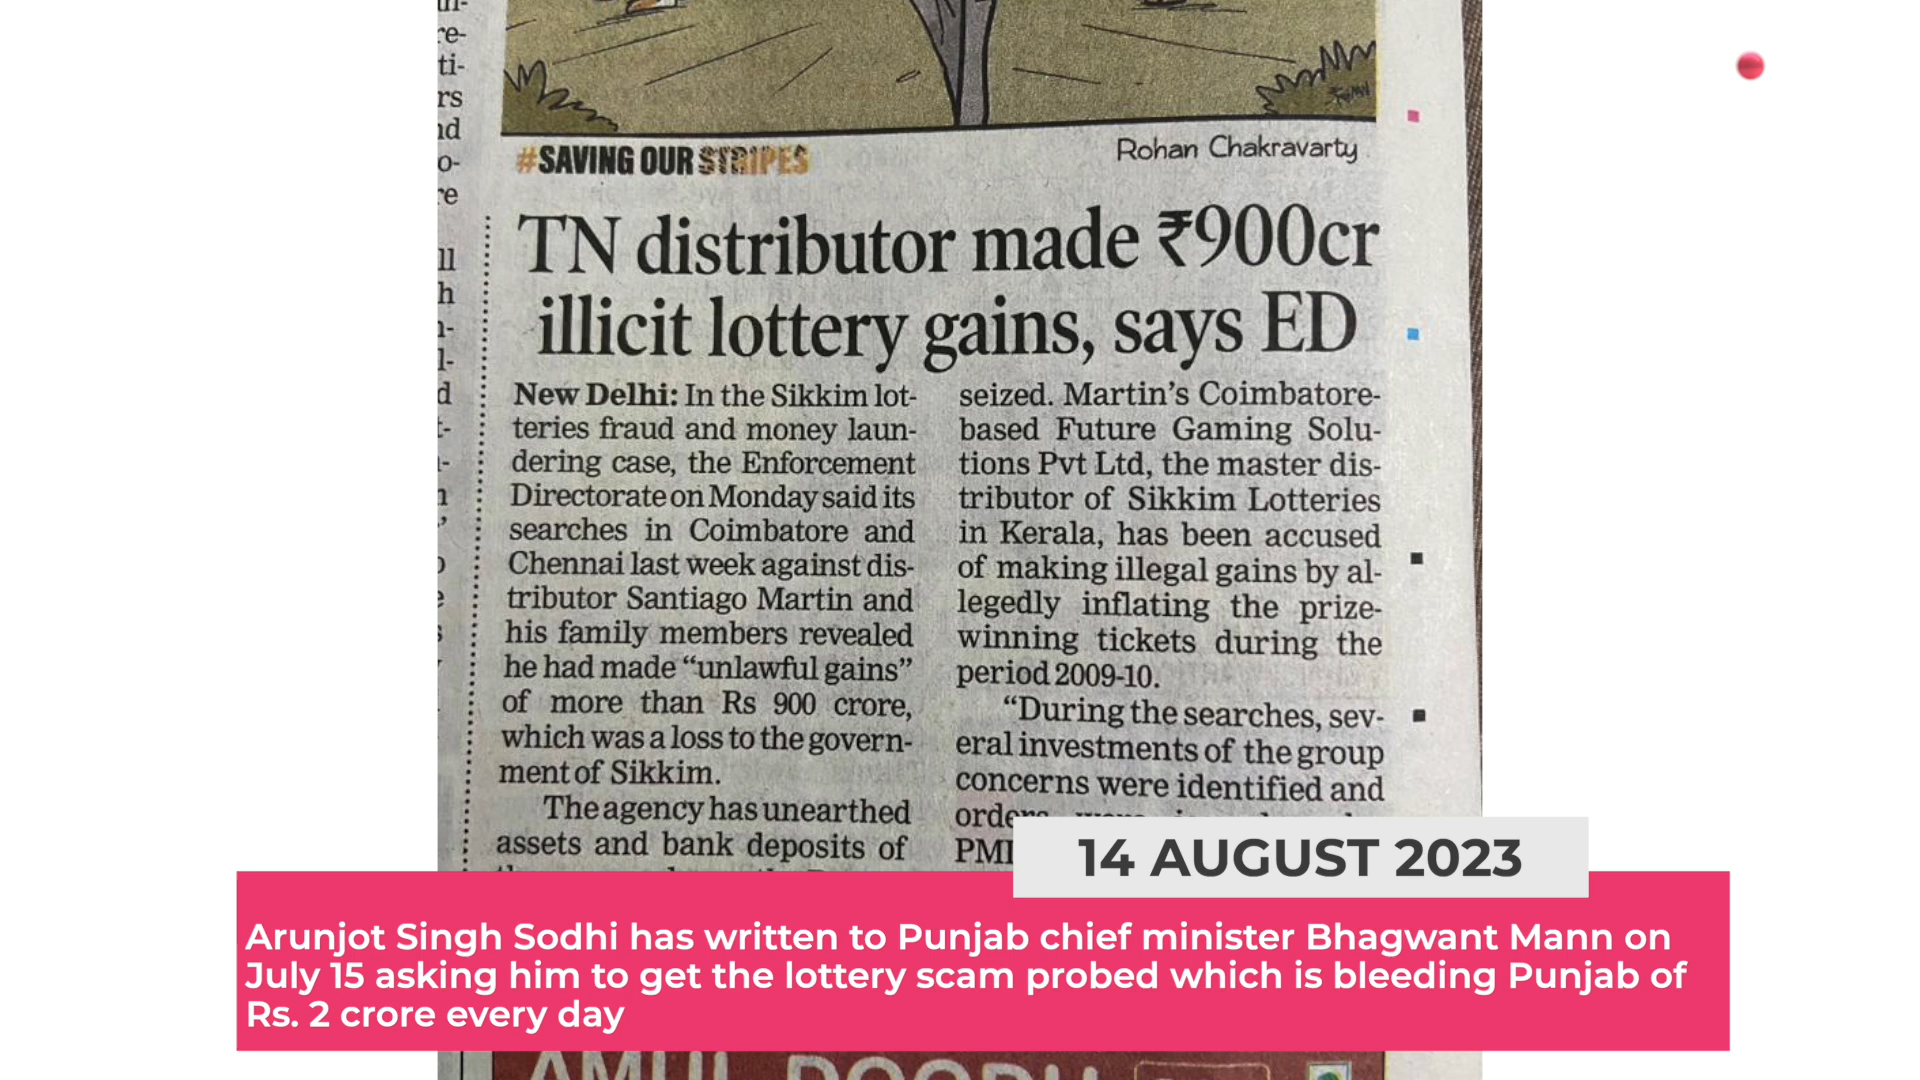 #SAVING OUR STRIPES
Rohan Chakravarty
TN distributor made ₹900cr
illicit lottery gains, says ED
New Delhi: In the Sikkim lot-
teries fraud and money laun-
dering case, the Enforcement
Directorate on Monday said its
searches in Coimbatore and
Chennai last week against dis-
tributor Santiago Martin and
his family members revealed
he had made “unlawful gains”
of more than Rs 900 crore,
which was a loss to the govern-
ment of Sikkim.
The agency has unearthed
assets and bank deposits of
seized. Martin’s Coimbatore-
based Future Gaming Solu-
tions Pvt Ltd, the master dis-
tributor of Sikkim Lotteries
in Kerala, has been accused
of making illegal gains by al-
legedly inflating the prize-
winning tickets during the
period 2009-10.
“During the searches, sev-
eral investments of the group
concerns were identified and
14 AUGUST 2023
Arunjot Singh Sodhi has written to Punjab chief minister Bhagwant Mann on
July 15 asking him to get the lottery scam probed which is bleeding Punjab of
Rs. 2 crore every day